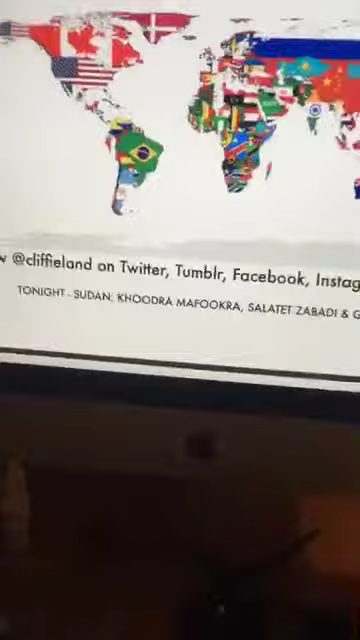 @cliffieland on Twitter, Tumblr, Facebook,
TONIGHT - SUDAN: KHOODRA MAFOOKRA, SALATET ZABADI &